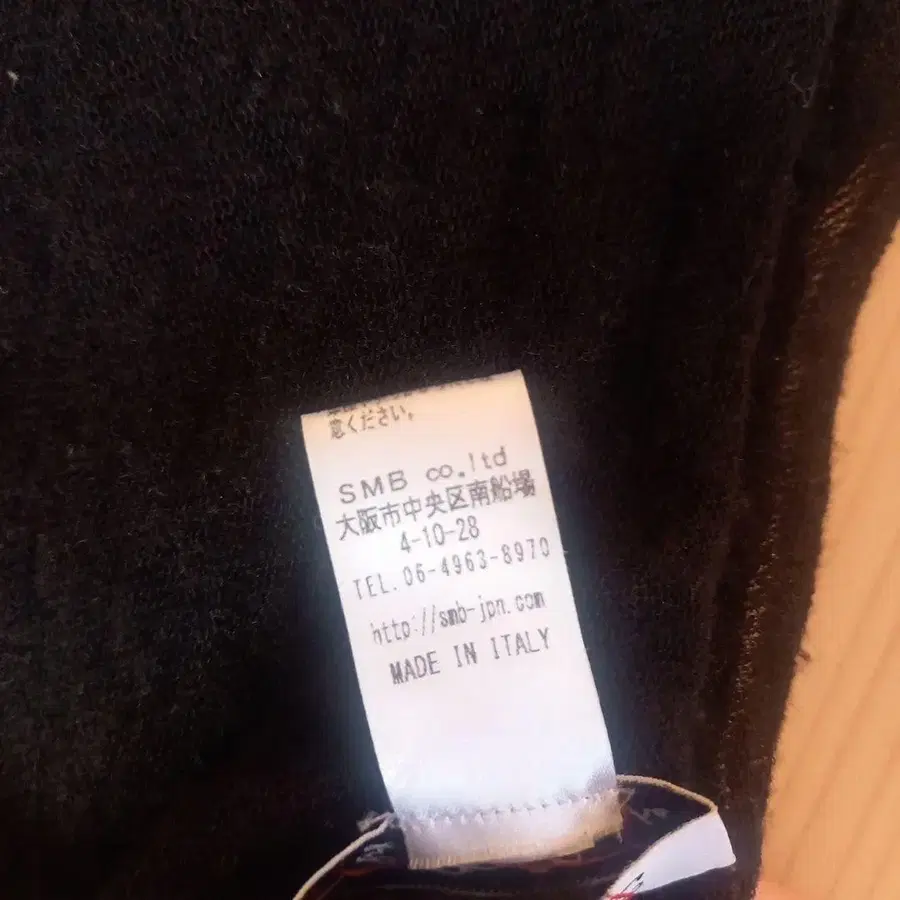 意ください。
SMB co.ltd
大阪市中央区南船場
4-10-28
TEL.06-4963-8970
http://smb-jpn.com
MADE IN ITALY